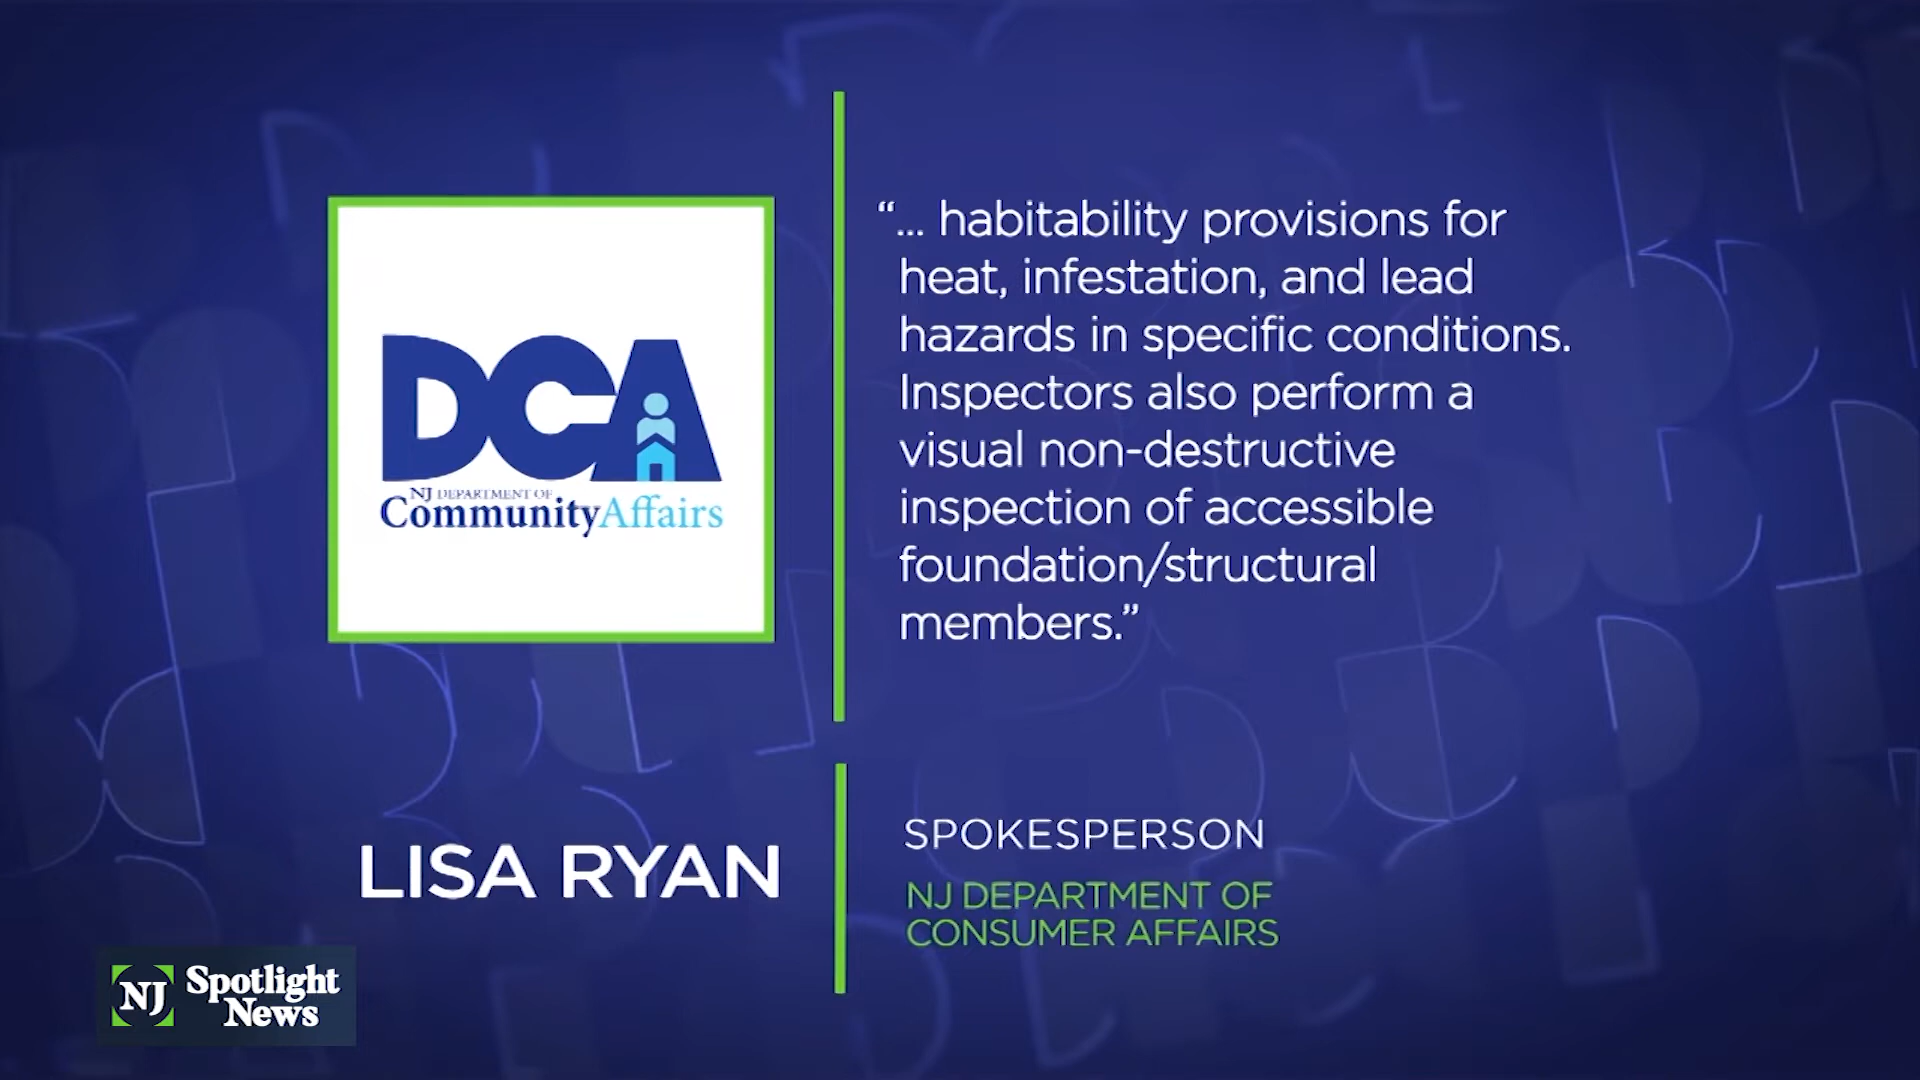 DCA
NJ DEPARTMENT OF
CommunityAffairs
“... habitability provisions for
heat, infestation, and lead
hazards in specific conditions.
Inspectors also perform a
visual non-destructive
inspection of accessible
foundation/structural
members.”
LISA RYAN
SPOKESPERSON
NJ DEPARTMENT OF
CONSUMER AFFAIRS
NJ Spotlight
News